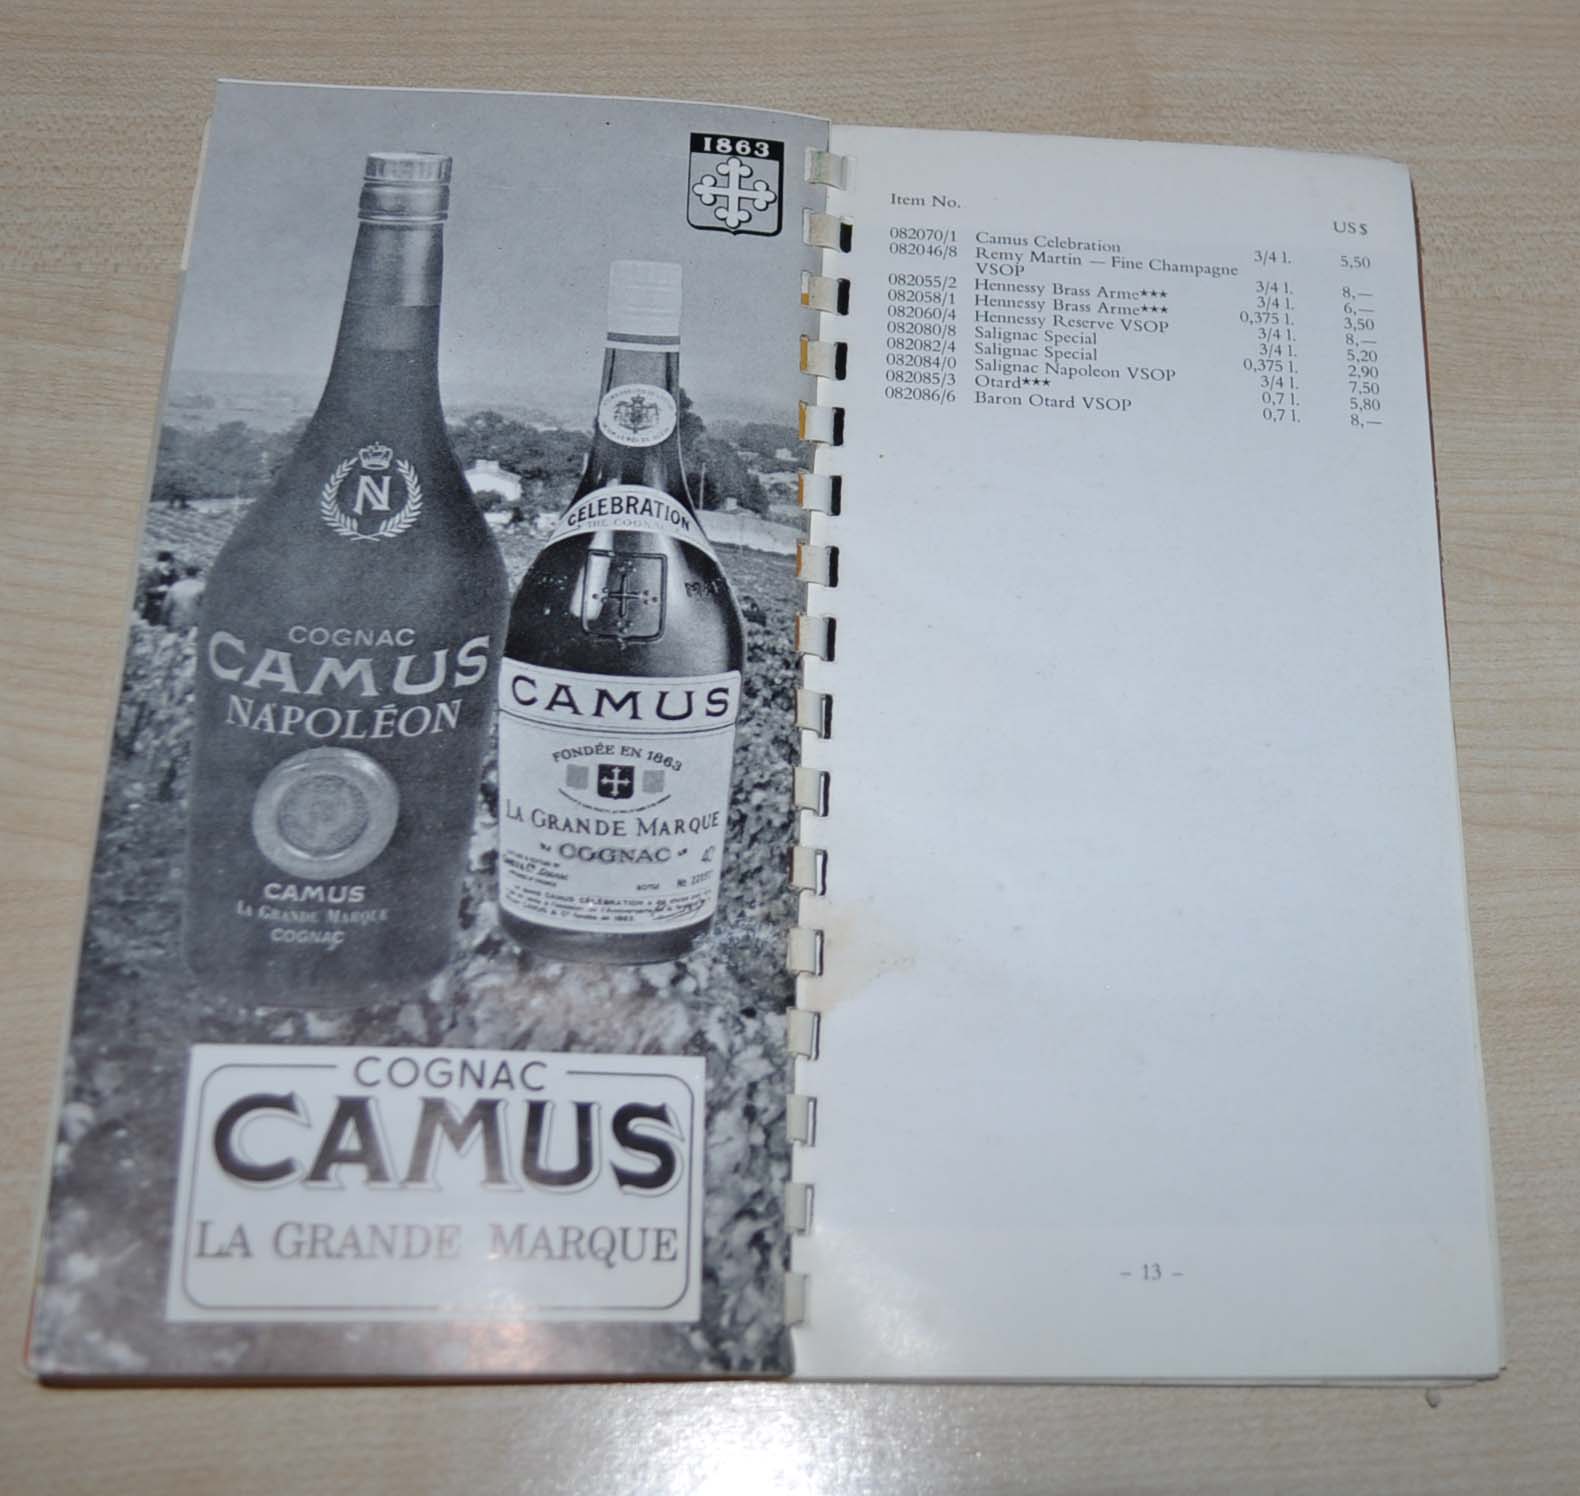 1863
N
COGNAC
CAMUS
NAPOLÉON
CAMUS
LA GRANDE MARQUE
COGNAC
CELEBRATION
THE COGNAC
CAMUS
FONDÉE EN 1863
LA GRANDE MARQUE
COGNAC
COGNAC
CAMUS
LA GRANDE MARQUE
Item No.
US $
082070/1 Camus Celebration 3/4 l. 5,50
082046/8 Remy Martin — Fine Champagne
VSOP 3/4 l. 8,—
082055/2 Hennessy Brass Arme★★★ 3/4 l. 6,—
082058/1 Hennessy Brass Arme★★★ 0,375 l. 3,50
082060/4 Hennessy Reserve VSOP 3/4 l. 8,—
082080/8 Salignac Special 3/4 l. 5,20
082082/4 Salignac Special 0,375 l. 2,90
082084/0 Salignac Napoleon VSOP 3/4 l. 7,50
082085/3 Otard★★★ 0,7 l. 5,80
082086/6 Baron Otard VSOP 0,7 l. 8,—
– 13 –